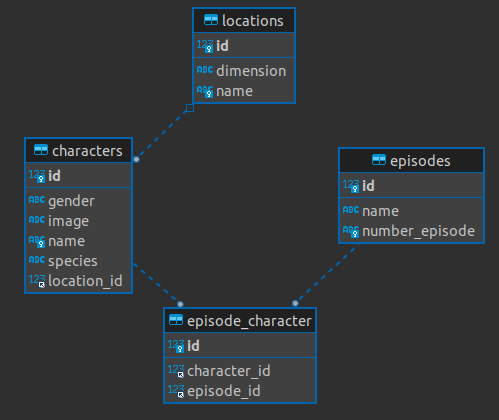 locations
123 id
ABC dimension
ABC name
characters
123 id
ABC gender
ABC image
ABC name
ABC species
123 location_id
episodes
123 id
ABC name
ABC number_episode
episode_character
123 id
123 character_id
123 episode_id